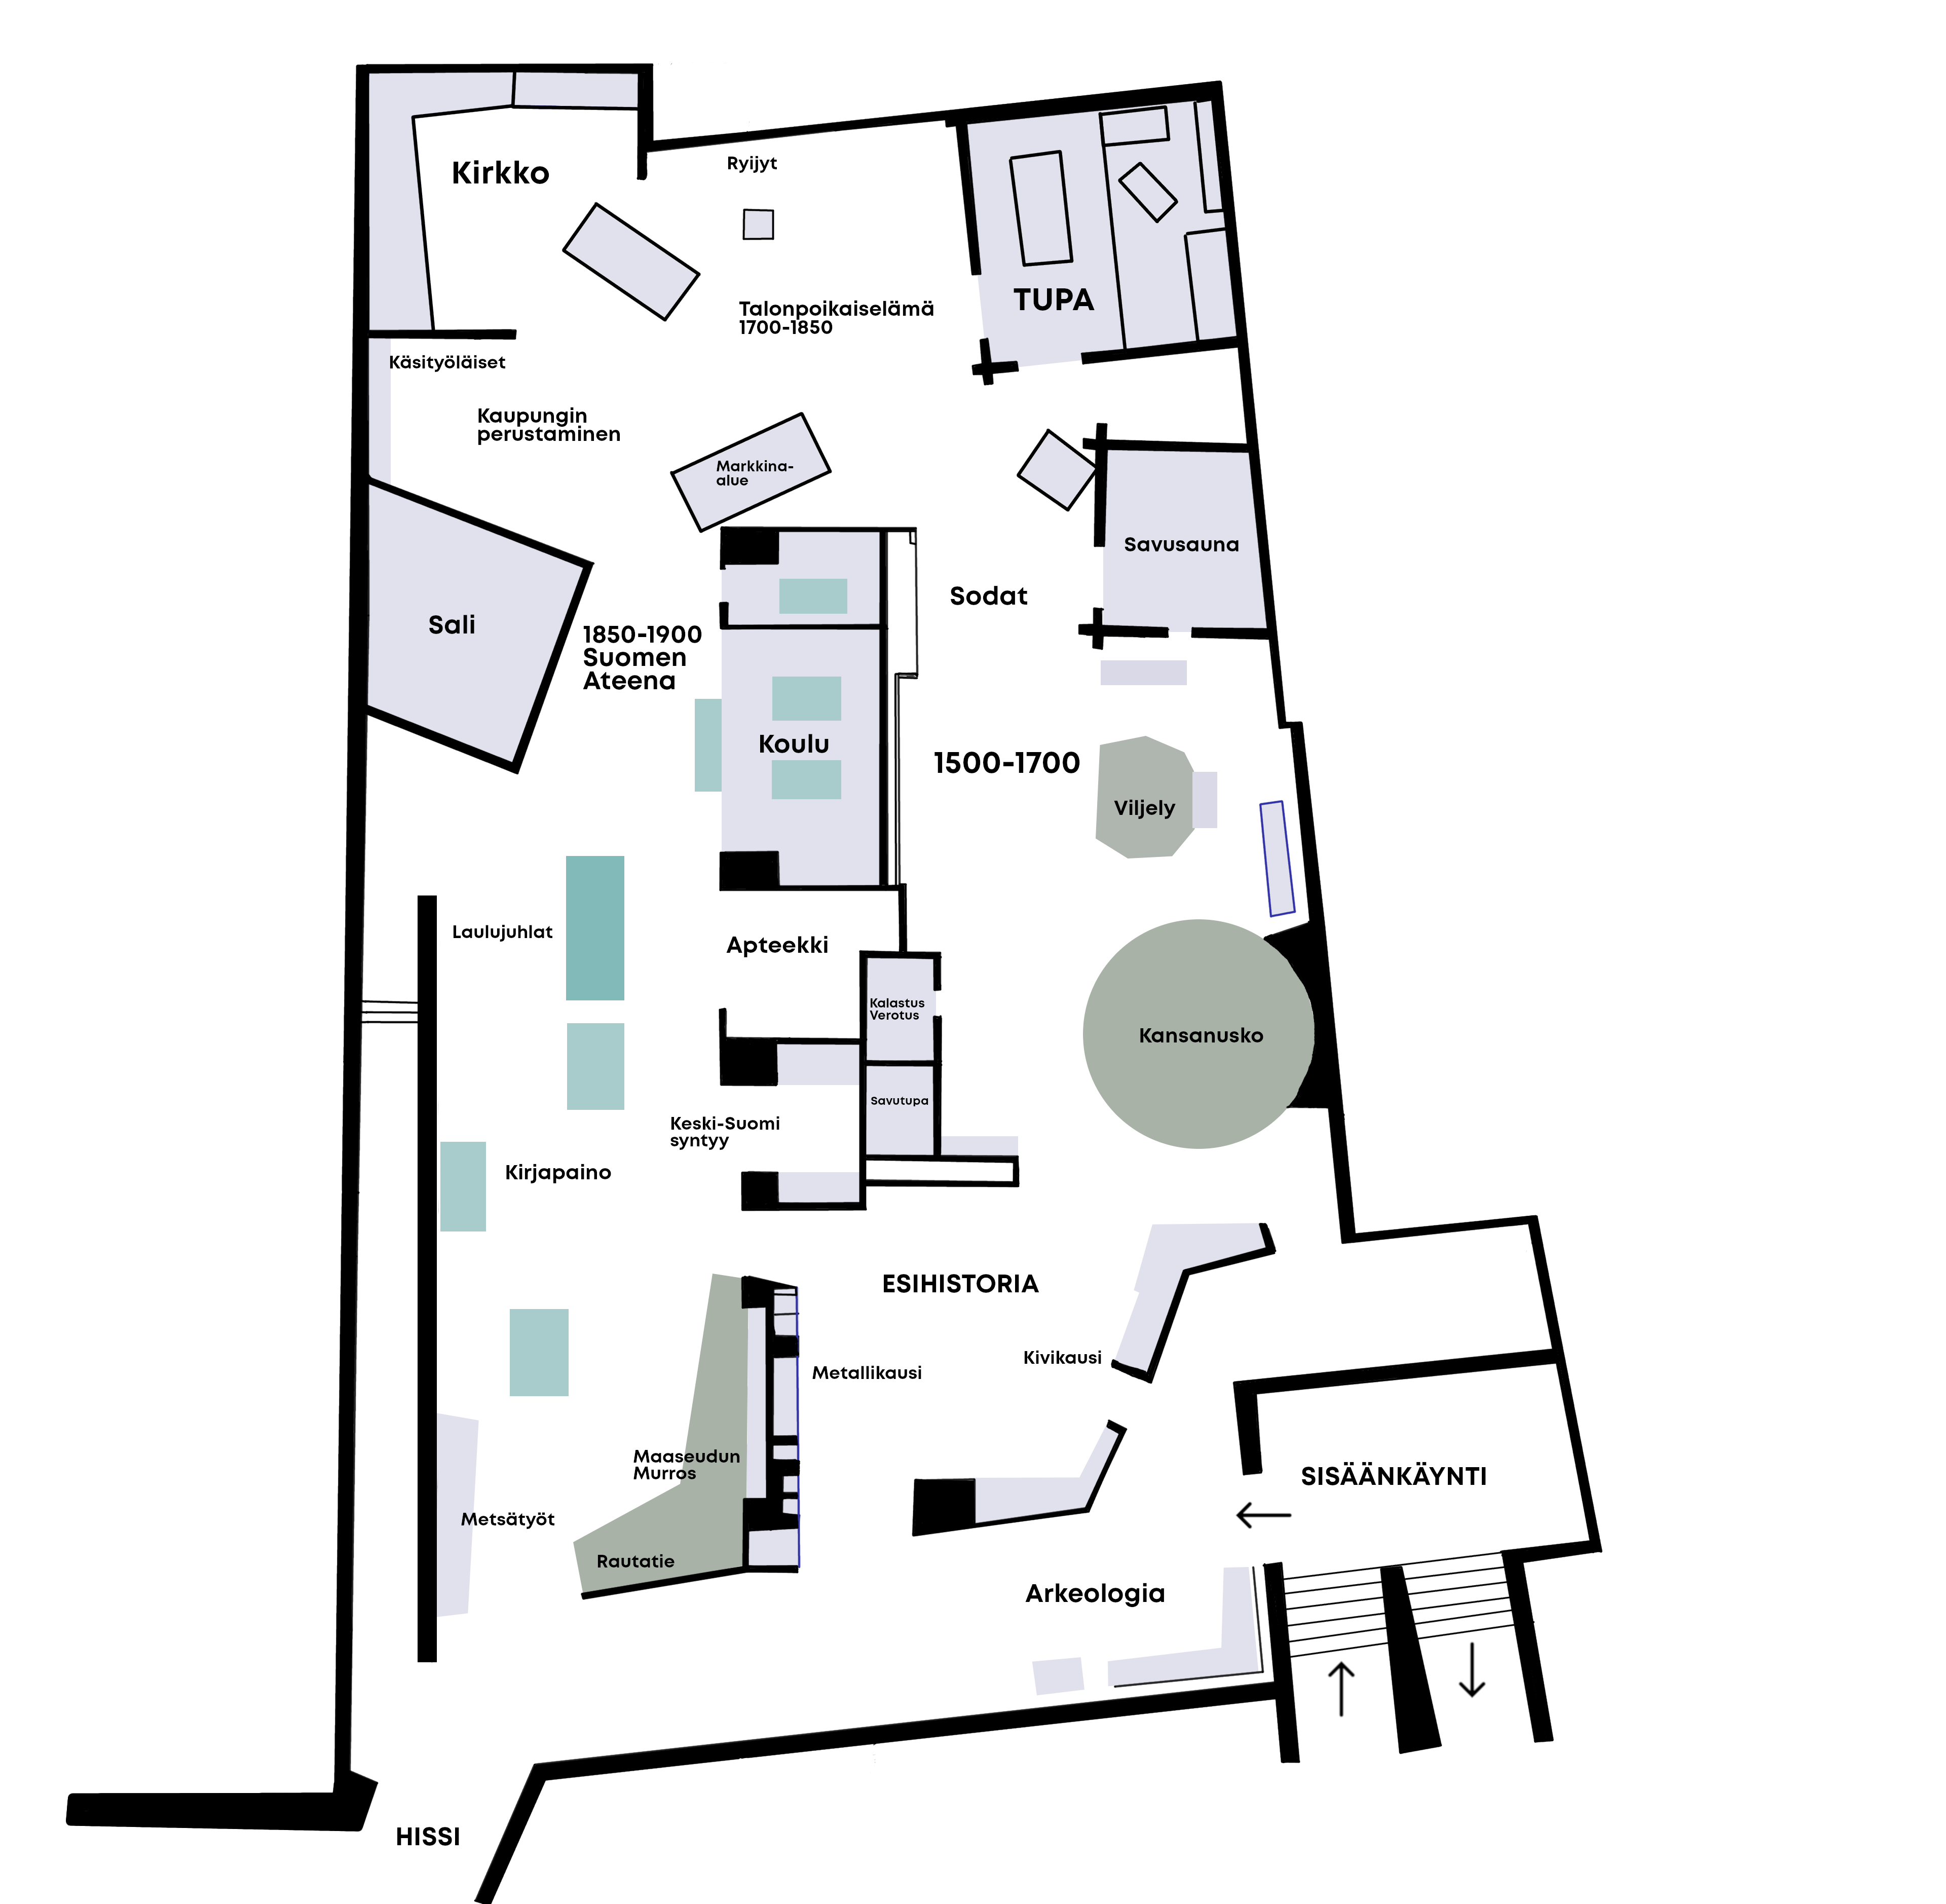 Kirkko
Ryijyt
TUPA
Talonpoikaiselämä
1700-1850
Käsityöläiset
Kaupungin
perustaminen
Markkina-
alue
Savusauna
Sodat
Sali
1850-1900
Suomen
Ateena
Koulu
1500-1700
Viljely
Laulujuhlat
Apteekki
Kalastus
Verotus
Kansanusko
Savutupa
Keski-Suomi
syntyy
Kirjapaino
ESIHISTORIA
Kivikausi
Metallikausi
Maaseudun
Murros
SISÄÄNKÄYNTI
Metsätyöt
Rautatie
Arkeologia
HISSI